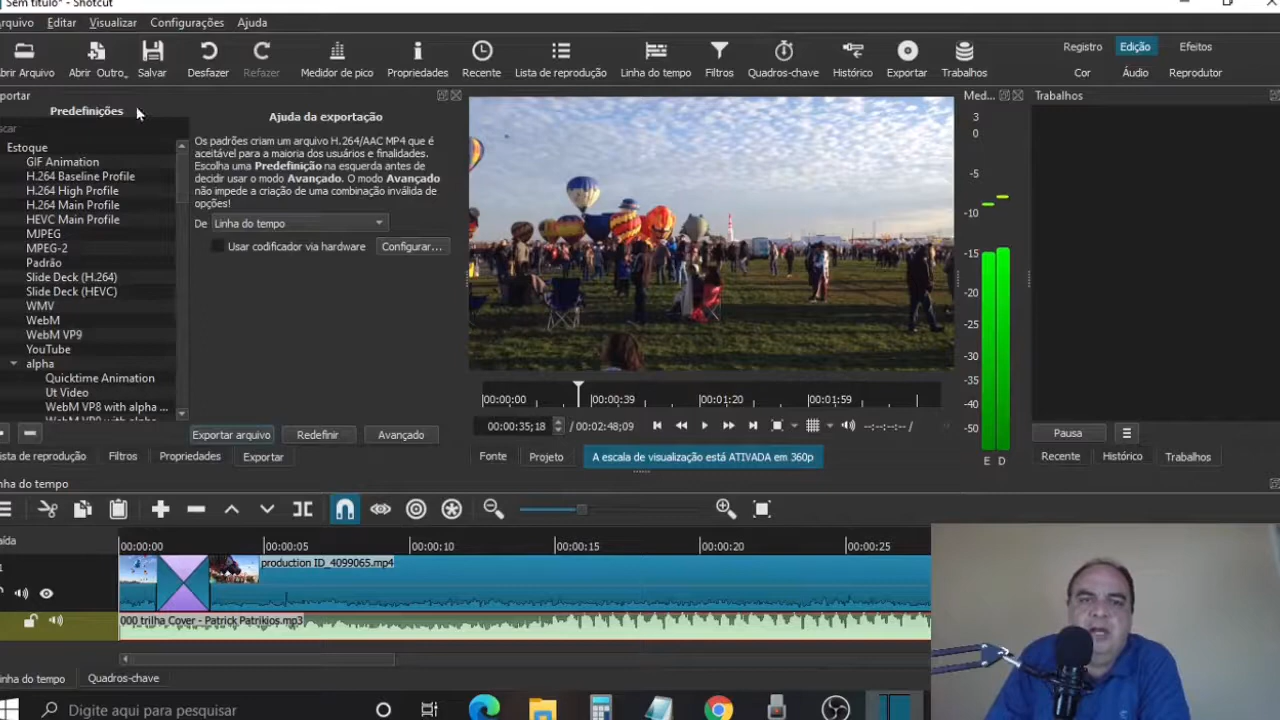 Sem título* - Shotcut
rquivo Editar Visualizar Configurações Ajuda
brir Arquivo Abrir Outro.. Salvar Desfazer Refazer Medidor de pico Propriedades Recente Lista de reprodução Linha do tempo Filtros Quadros-chave Histórico Exportar Trabalhos
Registro Edição Efeitos
Cor Áudio Reprodutor
portar
Predefinições
scar
Estoque
GIF Animation
H.264 Baseline Profile
H.264 High Profile
H.264 Main Profile
HEVC Main Profile
MJPEG
MPEG-2
Padrão
Slide Deck (H.264)
Slide Deck (HEVC)
WMV
WebM
WebM VP9
YouTube
alpha
Quicktime Animation
Ut Video
WebM VP8 with alpha ...
Ajuda da exportação
Os padrões criam um arquivo H.264/AAC MP4 que é
aceitável para a maioria dos usuários e finalidades.
Escolha uma Predefinição na esquerda antes de
decidir usar o modo Avançado. O modo Avançado
não impede a criação de uma combinação inválida de
opções!
De Linha do tempo
Usar codificador via hardware Configurar...
Exportar arquivo Redefinir Avançado
ista de reprodução Filtros Propriedades Exportar
00:00:00 00:00:39 00:01:20 00:01:59
00:00:35;18 / 00:02:48;09 --:--:--:-- /
Fonte Projeto A escala de visualização está ATIVADA em 360p
Med...
3
0
-5
-10
-15
-20
-25
-30
-35
-40
-50
E D
Trabalhos
Pausa
Recente Histórico Trabalhos
nha do tempo
aída
00:00:00 00:00:05 00:00:10 00:00:15 00:00:20 00:00:25
1
production ID_4099065.mp4
000 trilha Cover - Patrick Patrikios.mp3
nha do tempo Quadros-chave
Digite aqui para pesquisar